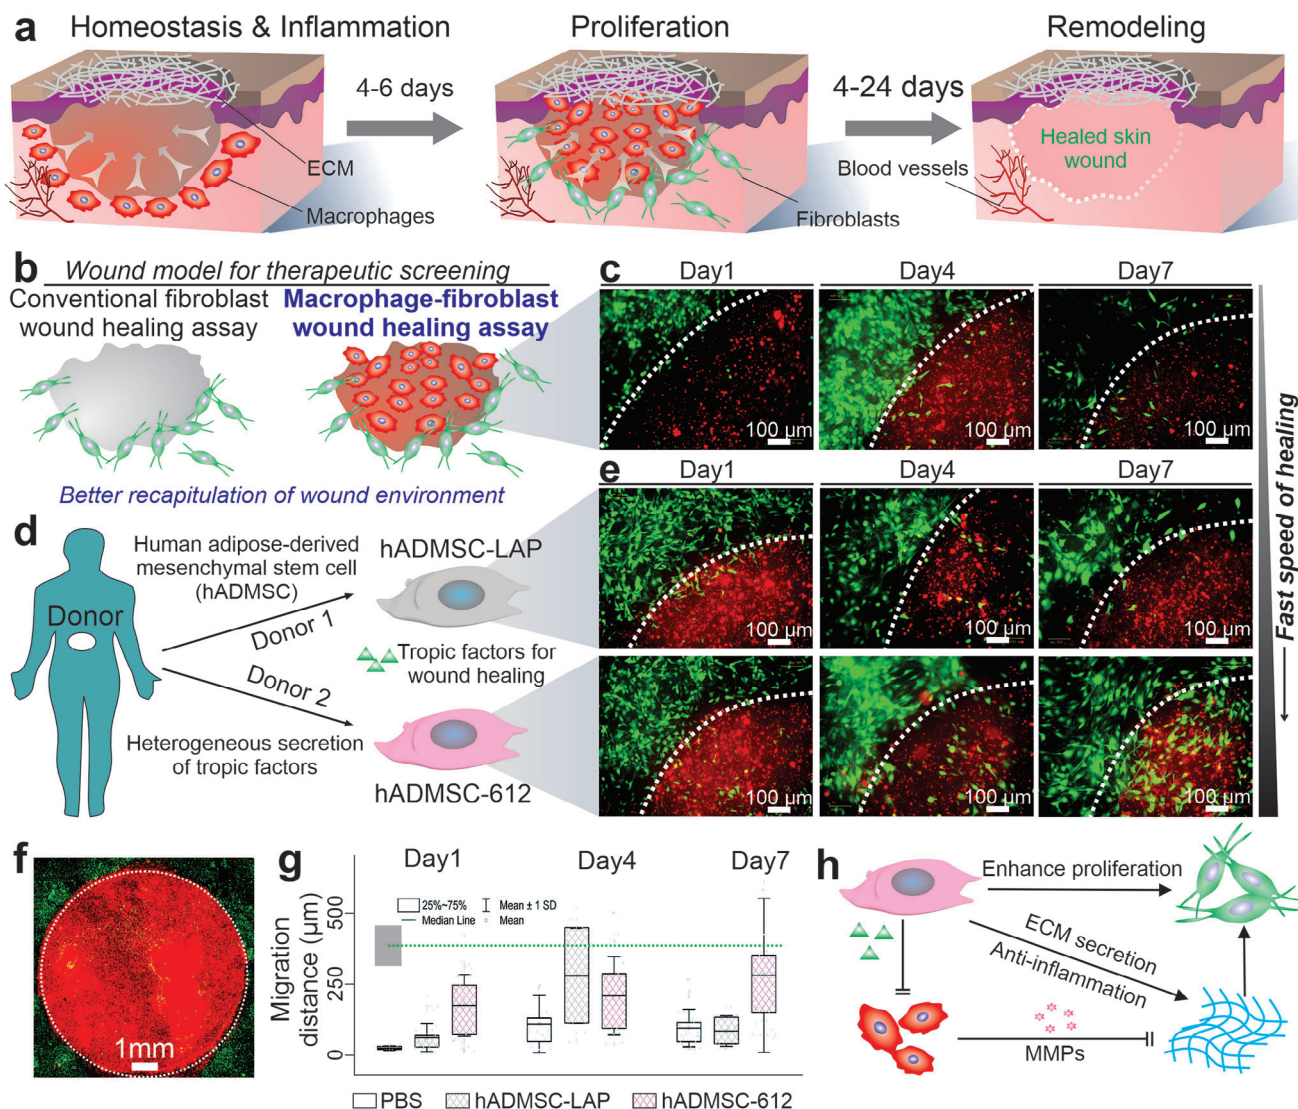 a
Homeostasis & Inflammation
Proliferation
Remodeling
4-6 days
4-24 days
ECM
Macrophages
Fibroblasts
Blood vessels
Healed skin
wound
b
Wound model for therapeutic screening
Conventional fibroblast
wound healing assay
Macrophage-fibroblast
wound healing assay
Better recapitulation of wound environment
c
Day1
Day4
Day7
100 µm
100 µm
100 µm
d
Donor
Human adipose-derived
mesenchymal stem cell
(hADMSC)
Donor 1
Donor 2
Heterogeneous secretion
of tropic factors
hADMSC-LAP
Tropic factors for
wound healing
hADMSC-612
e
Day1
Day4
Day7
100 µm
100 µm
100 µm
100 µm
100 µm
100 µm
Fast speed of healing
f
1mm
g
Day1
Day4
Day7
Migration
distance (µm)
500
250
0
25%~75%
Median Line
Mean ± 1 SD
Mean
PBS
hADMSC-LAP
hADMSC-612
h
Enhance proliferation
ECM secretion
Anti-inflammation
MMPs